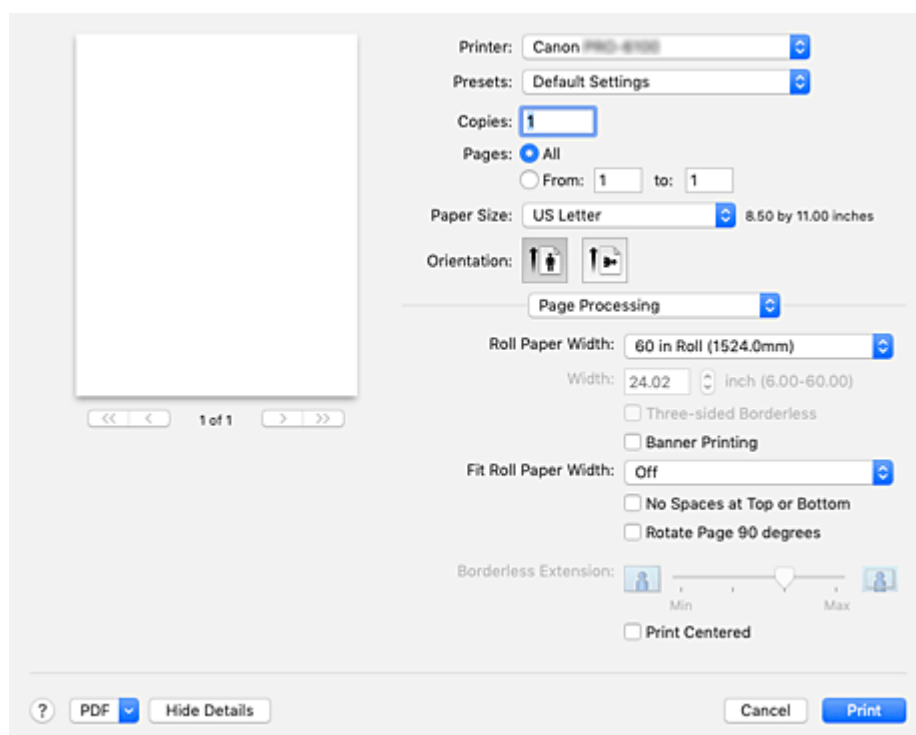 Printer: Canon
Presets: Default Settings
Copies: 1
Pages: All
From: 1 to: 1
Paper Size: US Letter 8.50 by 11.00 inches
Orientation:
Page Processing
Roll Paper Width: 60 in Roll (1524.0mm)
Width: 24.02 inch (6.00-60.00)
Three-sided Borderless
1 of 1
Banner Printing
Fit Roll Paper Width: Off
No Spaces at Top or Bottom
Rotate Page 90 degrees
Borderless Extension:
Min Max
Print Centered
? PDF Hide Details Cancel Print